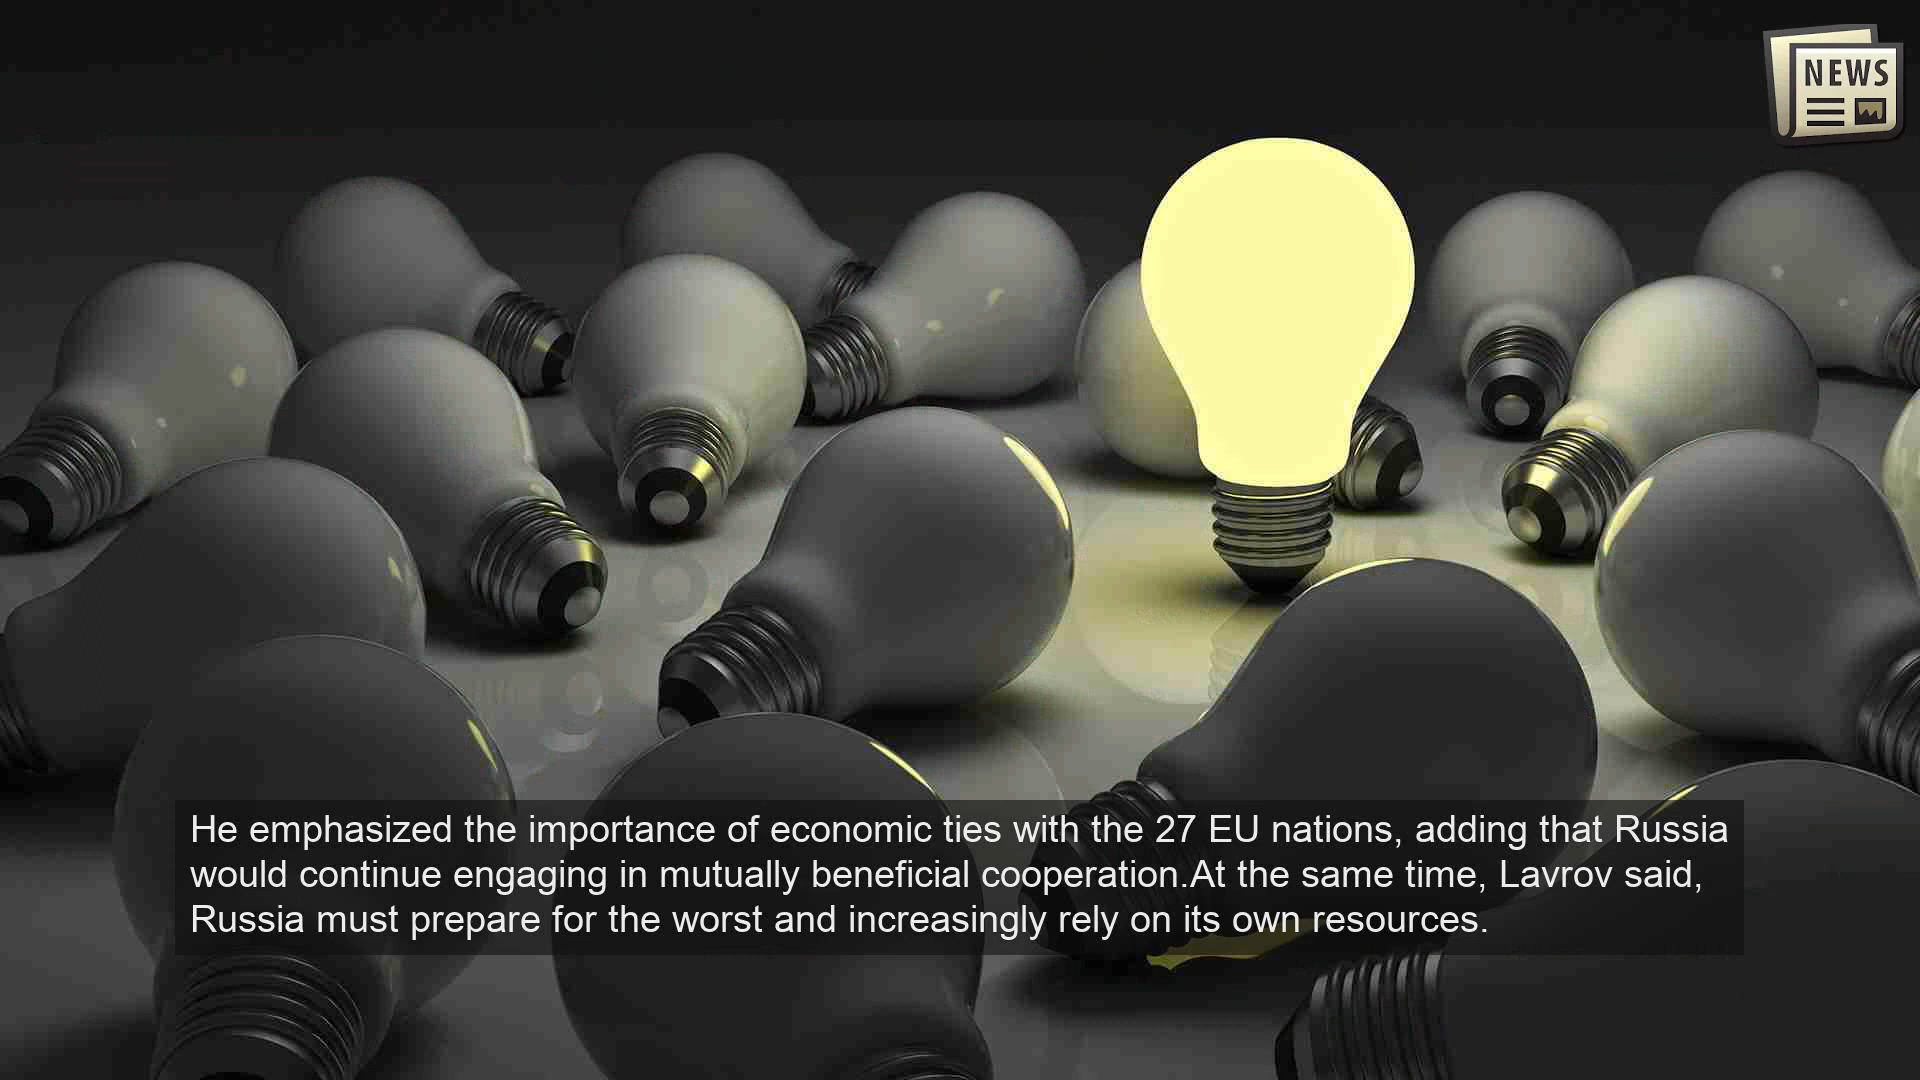 NEWS
He emphasized the importance of economic ties with the 27 EU nations, adding that Russia
would continue engaging in mutually beneficial cooperation.At the same time, Lavrov said,
Russia must prepare for the worst and increasingly rely on its own resources.